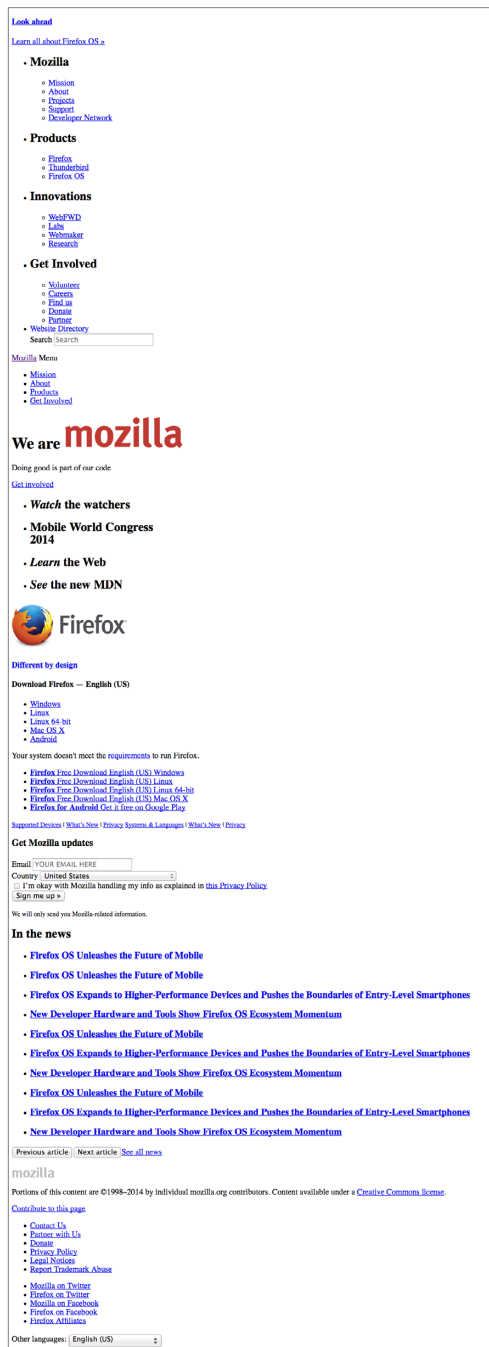 Look ahead
Learn all about Firefox OS »
Mozilla
Mission
About
Projects
Support
Developer Network
Products
Firefox
Thunderbird
Firefox OS
Innovations
WebFWD
Labs
Webmaker
Research
Get Involved
Volunteer
Careers
Find us
Donate
Partner
Website Directory
Search Search
Mozilla Menu
Mission
About
Products
Get Involved
We are mozilla
Doing good is part of our code
Get involved
Watch the watchers
Mobile World Congress
2014
Learn the Web
See the new MDN
Firefox
Different by design
Download Firefox — English (US)
Windows
Linux
Linux 64-bit
Mac OS X
Android
Your system doesn't meet the requirements to run Firefox.
Firefox Free Download English (US) Windows
Firefox Free Download English (US) Linux
Firefox Free Download English (US) Linux 64-bit
Firefox Free Download English (US) Mac OS X
Firefox for Android Get it free on Google Play
Supported Devices | What's New | Privacy Systems & Languages | What's New | Privacy
Get Mozilla updates
Email YOUR EMAIL HERE
Country United States
I'm okay with Mozilla handling my info as explained in this Privacy Policy
Sign me up »
We will only send you Mozilla-related information.
In the news
Firefox OS Unleashes the Future of Mobile
Firefox OS Unleashes the Future of Mobile
Firefox OS Expands to Higher-Performance Devices and Pushes the Boundaries of Entry-Level Smartphones
New Developer Hardware and Tools Show Firefox OS Ecosystem Momentum
Firefox OS Unleashes the Future of Mobile
Firefox OS Expands to Higher-Performance Devices and Pushes the Boundaries of Entry-Level Smartphones
New Developer Hardware and Tools Show Firefox OS Ecosystem Momentum
Firefox OS Unleashes the Future of Mobile
Firefox OS Expands to Higher-Performance Devices and Pushes the Boundaries of Entry-Level Smartphones
New Developer Hardware and Tools Show Firefox OS Ecosystem Momentum
Previous article Next article See all news
mozilla
Portions of this content are ©1998–2014 by individual mozilla.org contributors. Content available under a Creative Commons license.
Contribute to this page
Contact Us
Partner with Us
Donate
Privacy Policy
Legal Notices
Report Trademark Abuse
Mozilla on Twitter
Firefox on Twitter
Mozilla on Facebook
Firefox on Facebook
Firefox Affiliates
Other languages: English (US)